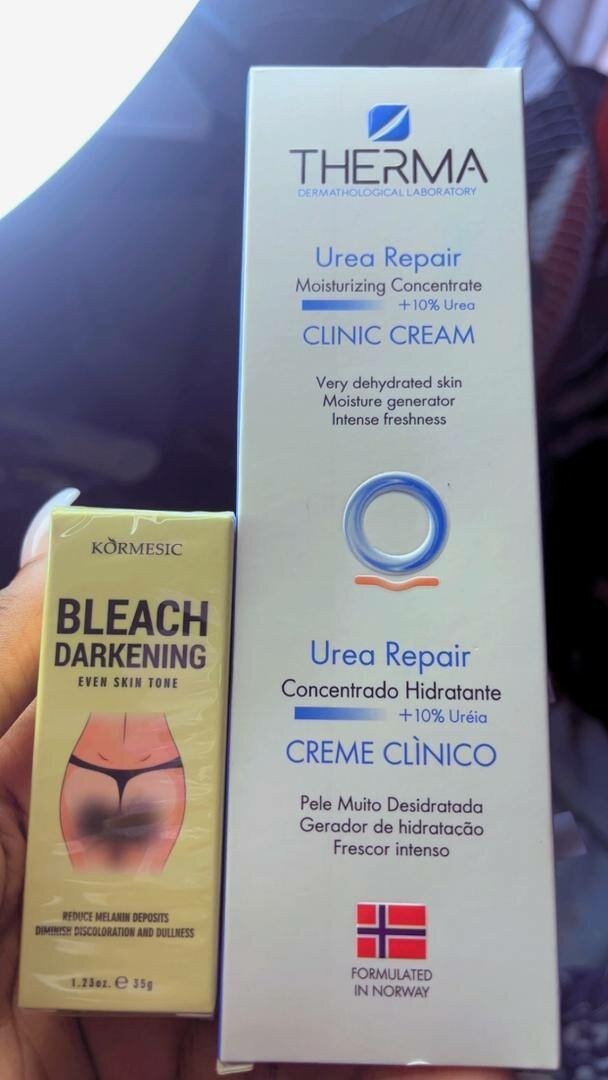 KÒRMESIC
BLEACH
DARKENING
EVEN SKIN TONE
REDUCE MELANIN DEPOSITS
DIMINISH DISCOLORATION AND DULLNESS
1.23oz. ℮ 35g
THERMA
DERMATHOLOGICAL LABORATORY
Urea Repair
Moisturizing Concentrate
+10% Urea
CLINIC CREAM
Very dehydrated skin
Moisture generator
Intense freshness
Urea Repair
Concentrado Hidratante
+10% Uréia
CREME CLÌNICO
Pele Muito Desidratada
Gerador de hidratacão
Frescor intenso
FORMULATED
IN NORWAY